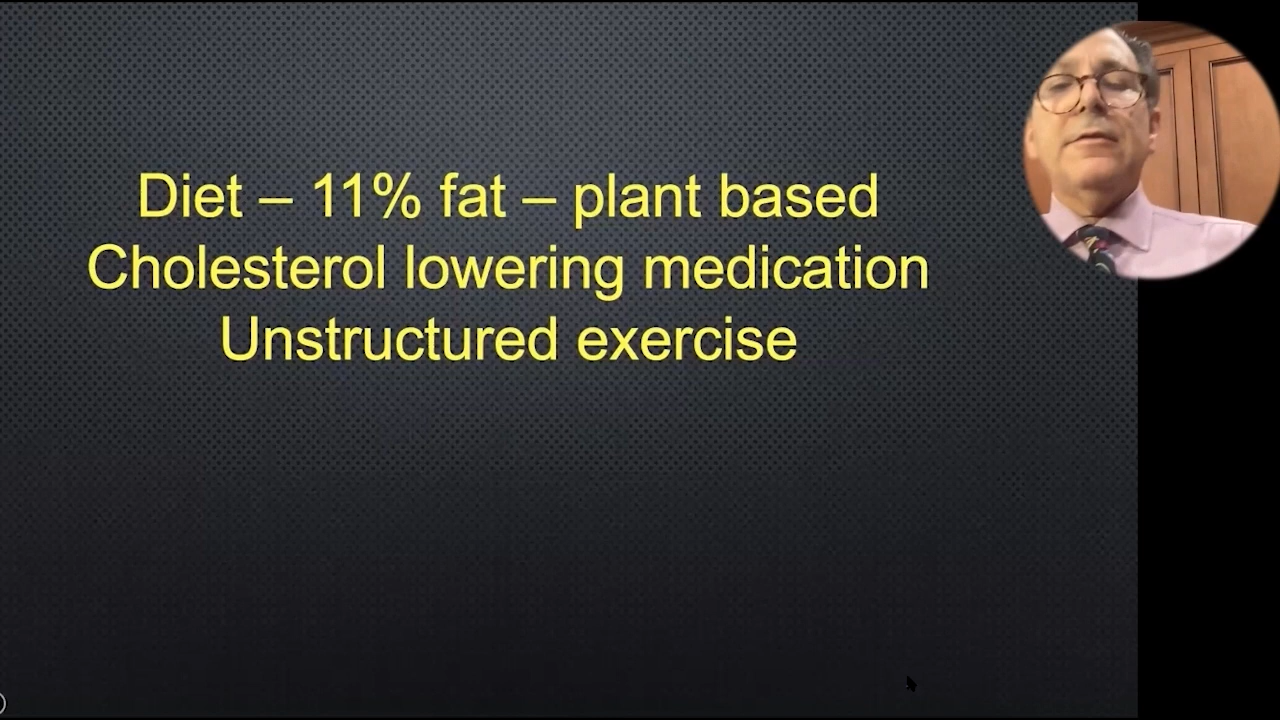 Diet – 11% fat – plant based
Cholesterol lowering medication
Unstructured exercise